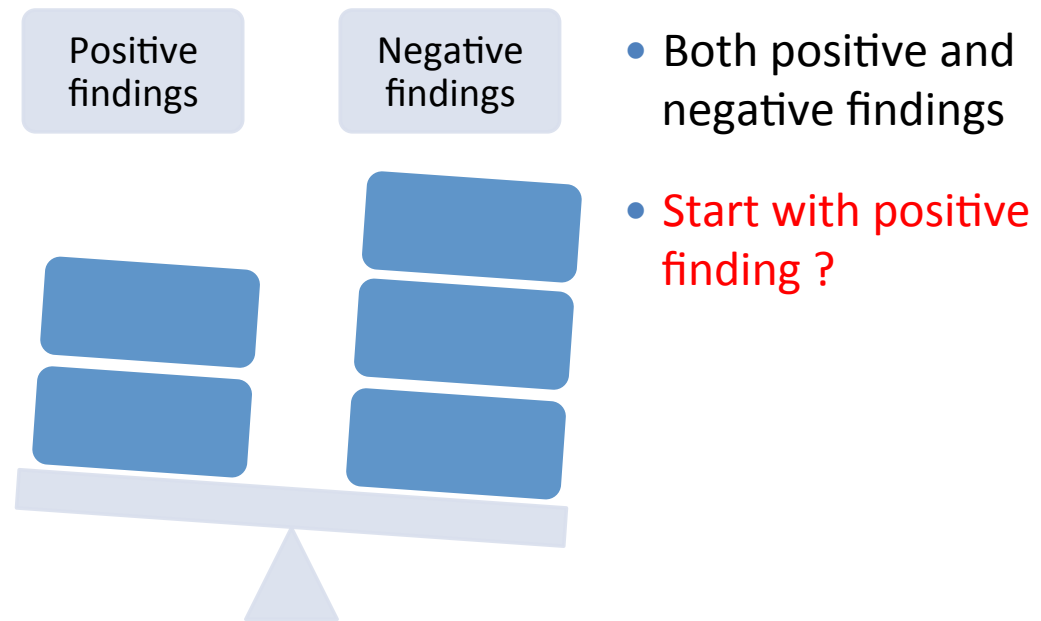 Positive
findings
Negative
findings
• Both positive and
negative findings
• Start with positive
finding ?